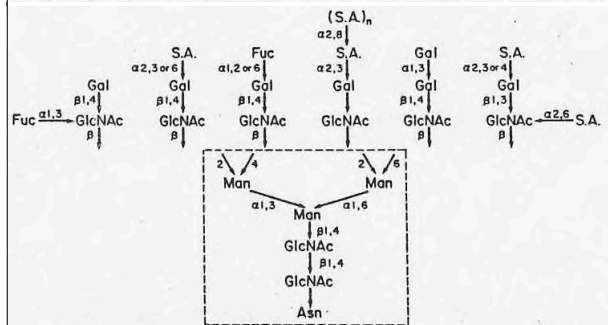 (S.A.)n
α2,8
S.A. Fuc S.A. Gal S.A.
α2,3 or 6 α1,2 or 6 α2,3 α1,3 α2,3 or 4
Gal Gal Gal Gal Gal Gal
β1,4 β1,4 β1,4 β1,4 β1,3
Fuc α1,3 GlcNAc GlcNAc GlcNAc GlcNAc GlcNAc GlcNAc α2,6 S.A.
β β β β β
2 4 2 6
Man Man
α1,3 α1,6
Man
β1,4
GlcNAc
β1,4
GlcNAc
Asn